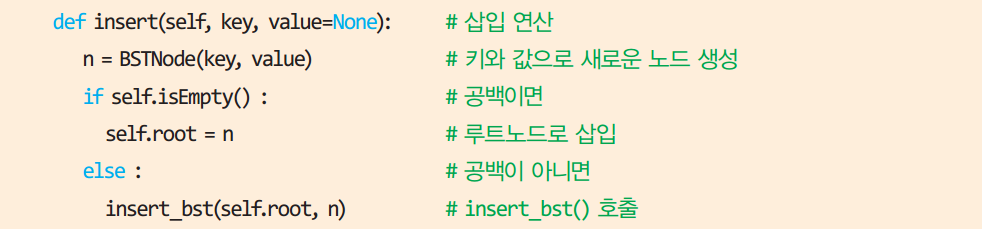 def insert(self, key, value=None): # 삽입 연산
n = BSTNode(key, value) # 키와 값으로 새로운 노드 생성
if self.isEmpty() : # 공백이면
self.root = n # 루트노드로 삽입
else : # 공백이 아니면
insert_bst(self.root, n) # insert_bst() 호출